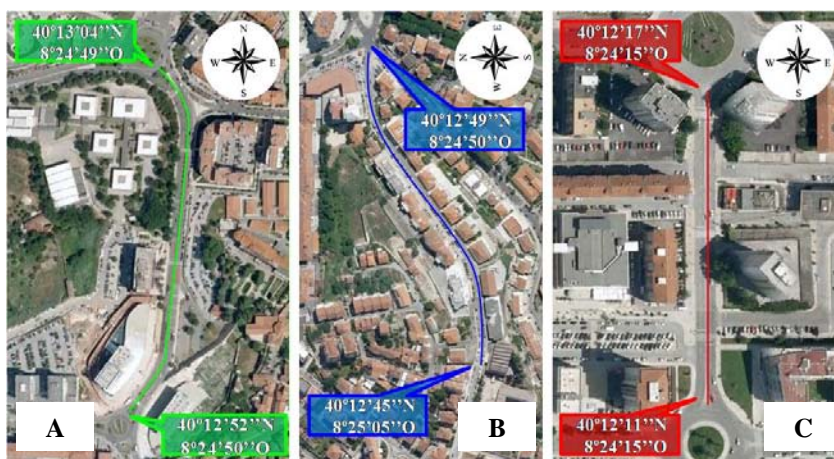 40°13'04''N
8°24'49''O
N
W E
S
40°12'52''N
8°24'50''O
A
E
N S
W
40°12'49''N
8°24'50''O
40°12'45''N
8°25'05''O
B
40°12'17''N
8°24'15''O
N
W E
S
40°12'11''N
8°24'15''O
C